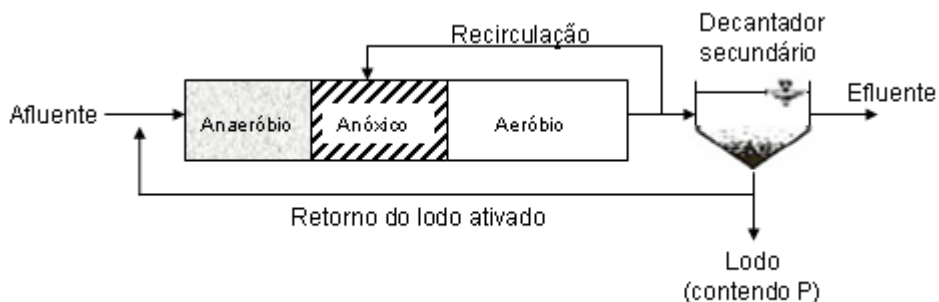 Decantador
secundário
Recirculação
Afluente
Anaeróbio
Anóxico
Aeróbio
Efluente
Retorno do lodo ativado
Lodo
(contendo P)